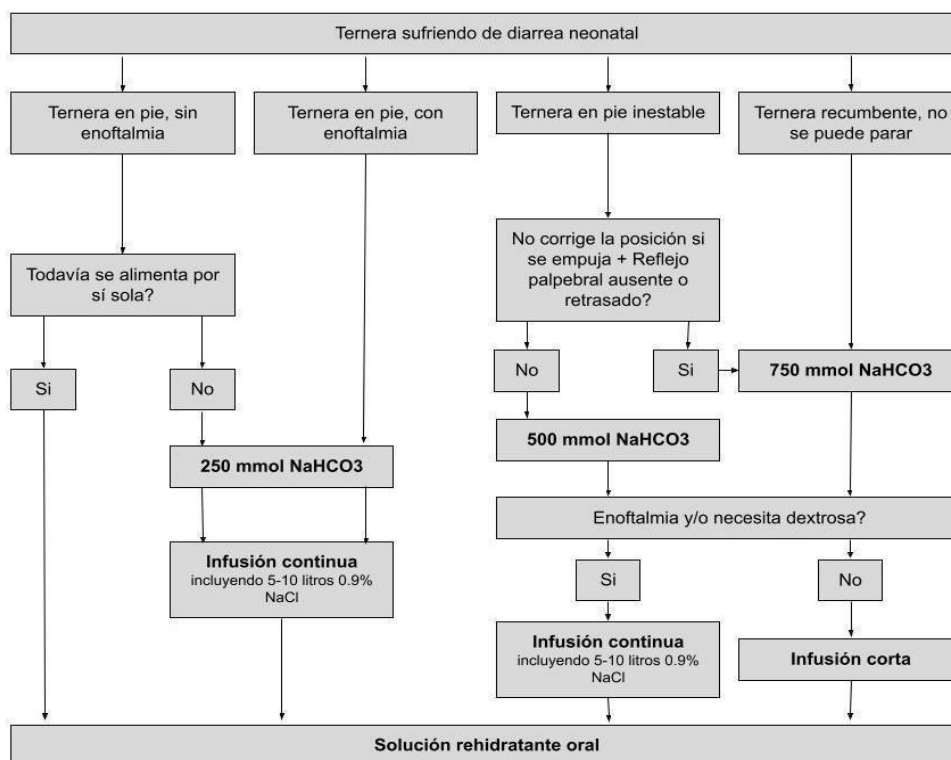 Ternera sufriendo de diarrea neonatal
Ternera en pie, sin
enoftalmia
Ternera en pie, con
enoftalmia
Ternera en pie inestable
Ternera recumbente, no
se puede parar
Todavía se alimenta por
sí sola?
No corrige la posición si
se empuja + Reflejo
palpebral ausente o
retrasado?
Si
No
No
Si
750 mmol NaHCO3
500 mmol NaHCO3
250 mmol NaHCO3
Enoftalmia y/o necesita dextrosa?
Infusión continua
incluyendo 5-10 litros 0.9%
NaCl
Si
No
Infusión continua
incluyendo 5-10 litros 0.9%
NaCl
Infusión corta
Solución rehidratante oral